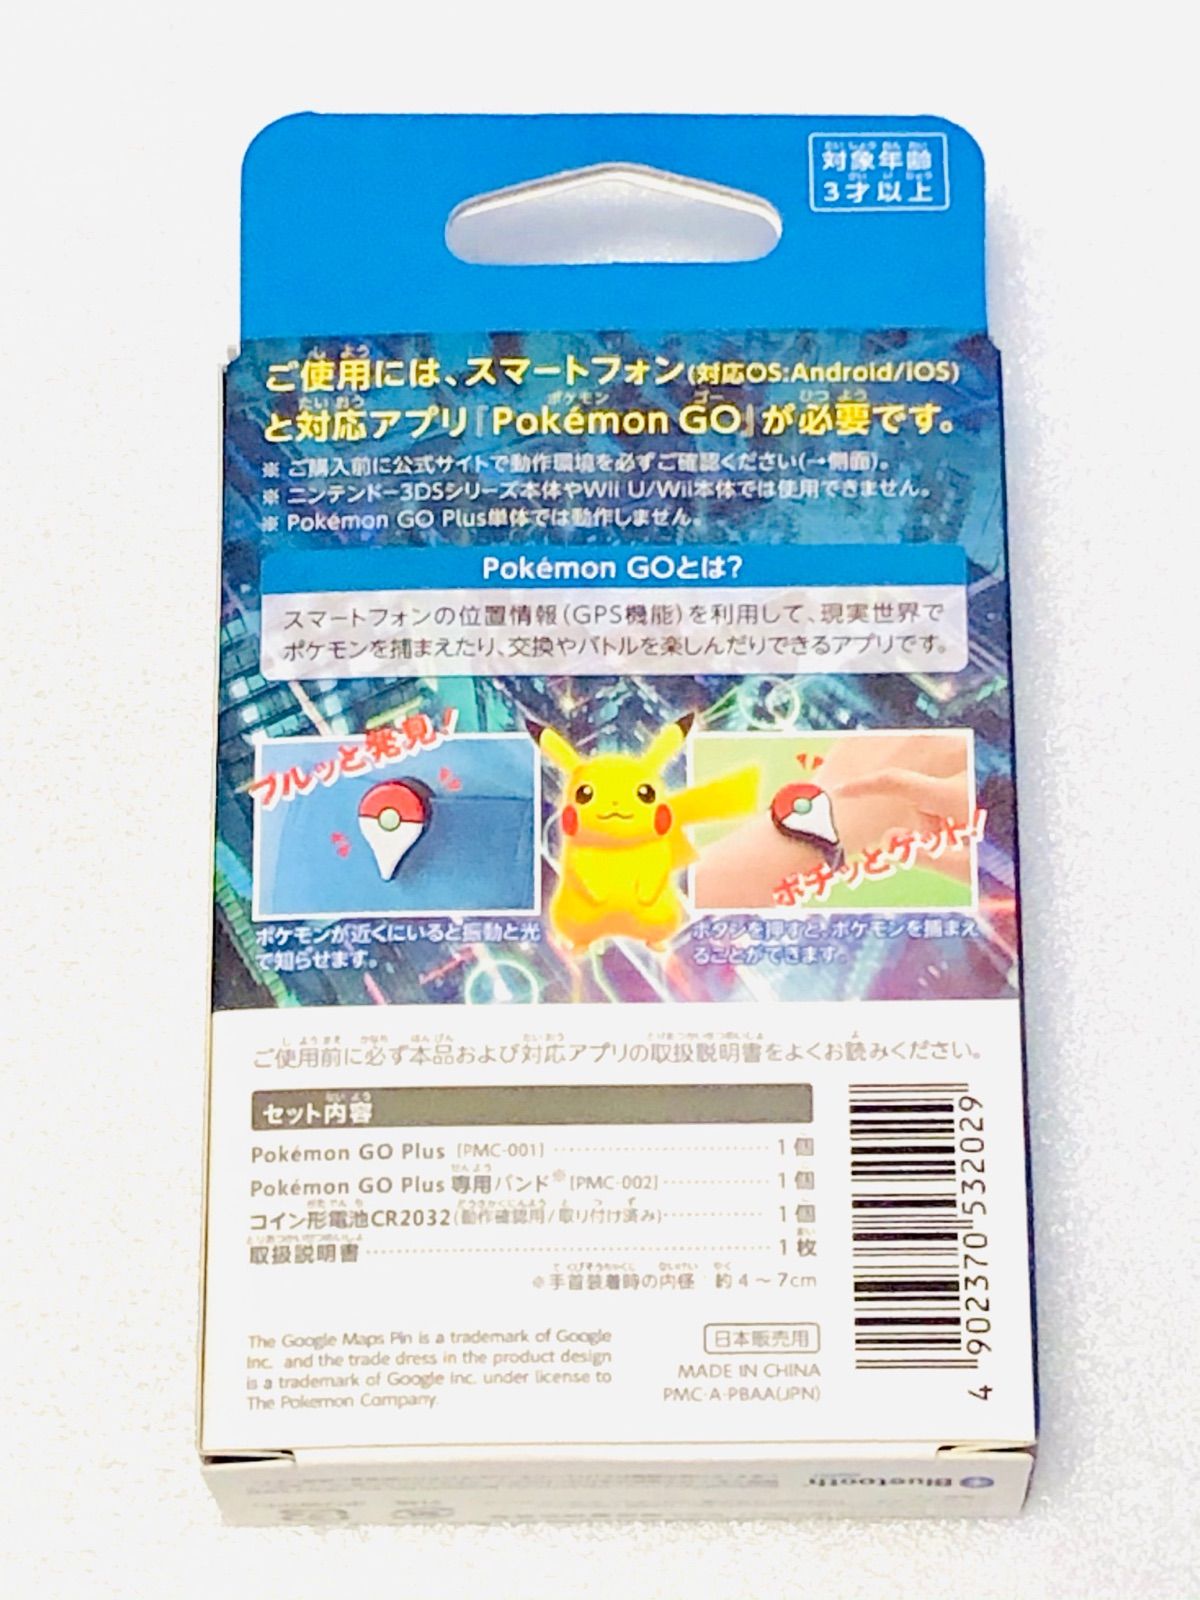 対象年齢
3才以上
ご使用には、スマートフォン(対応OS:Android/iOS)
と対応アプリ『Pokémon GO』が必要です。
※ ご購入前に公式サイトで動作環境を必ずご確認ください(→側面)。
※ ニンテンドー3DSシリーズ本体やWii U/Wii本体では使用できません。
※ Pokémon GO Plus単体では動作しません。
Pokémon GOとは?
スマートフォンの位置情報(GPS機能)を利用して、現実世界で
ポケモンを捕まえたり、交換やバトルを楽しんだりできるアプリです。
ブルッと発見!
ポチッとゲット!
ポケモンが近くにいると振動と光
で知らせます。
ボタンを押すと、ポケモンを捕まえ
ることができます。
ご使用前に必ず本品および対応アプリの取扱説明書をよくお読みください。
セット内容
Pokémon GO Plus [PMC-001] 1個
Pokémon GO Plus 専用バンド※ [PMC-002] 1個
コイン形電池CR2032(動作確認用/取り付け済み) 1個
取扱説明書 1枚
※手首装着時の内径：約4～7cm
The Google Maps Pin is a trademark of Google
Inc. and the trade dress in the product design
is a trademark of Google Inc. under license to
The Pokemon Company.
日本販売用
MADE IN CHINA
PMC-A-PBAA(JPN)
4 902370 532029
Bluetooth